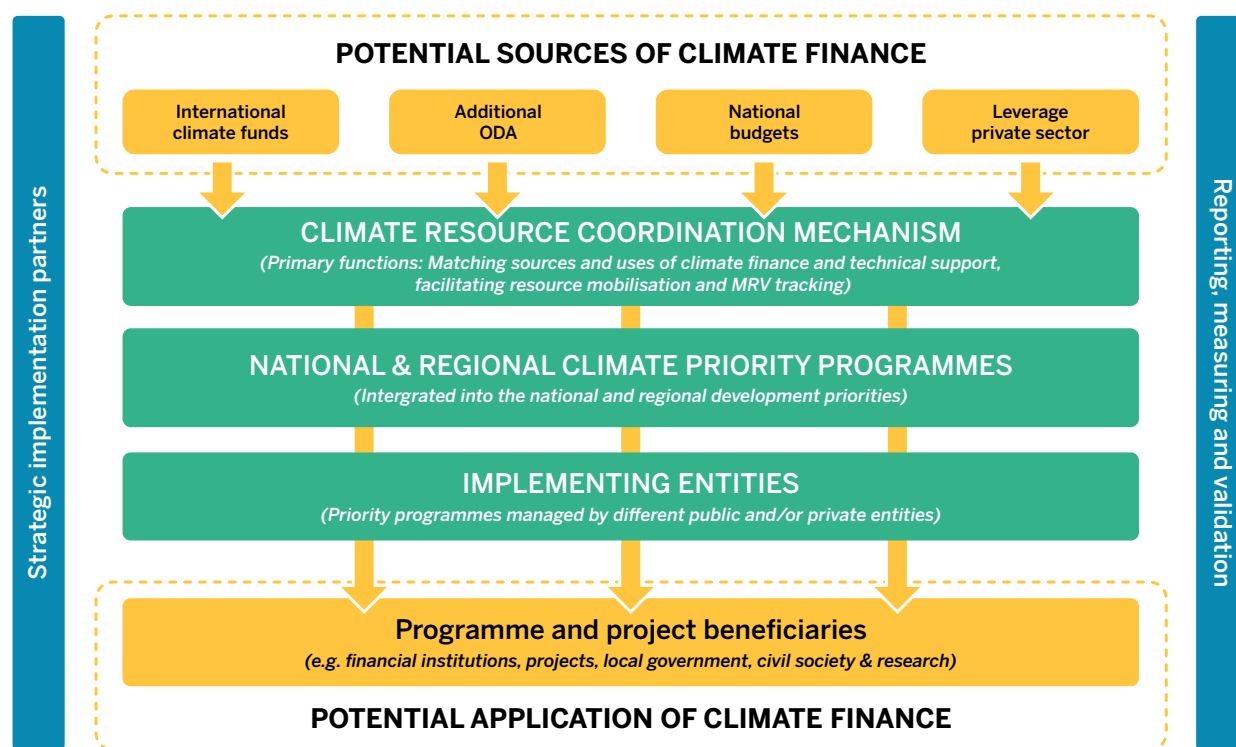 Strategic implementation partners
POTENTIAL SOURCES OF CLIMATE FINANCE
International
climate funds
Additional
ODA
National
budgets
Leverage
private sector
CLIMATE RESOURCE COORDINATION MECHANISM
(Primary functions: Matching sources and uses of climate finance and technical support,
facilitating resource mobilisation and MRV tracking)
NATIONAL & REGIONAL CLIMATE PRIORITY PROGRAMMES
(Intergrated into the national and regional development priorities)
IMPLEMENTING ENTITIES
(Priority programmes managed by different public and/or private entities)
Programme and project beneficiaries
(e.g. financial institutions, projects, local government, civil society & research)
POTENTIAL APPLICATION OF CLIMATE FINANCE
Reporting, measuring and validation